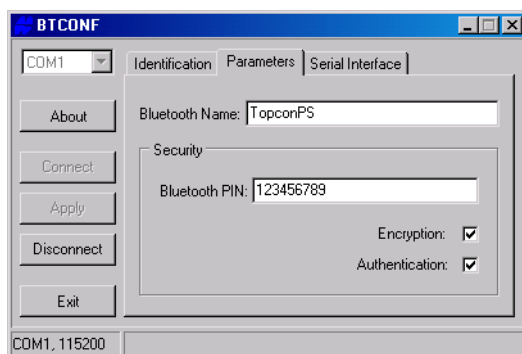 BTCONF
COM1
Identification Parameters Serial Interface
About
Bluetooth Name: TopconPS
Security
Connect
Bluetooth PIN: 123456789
Apply
Encryption:
Disconnect
Authentication:
Exit
COM1, 115200